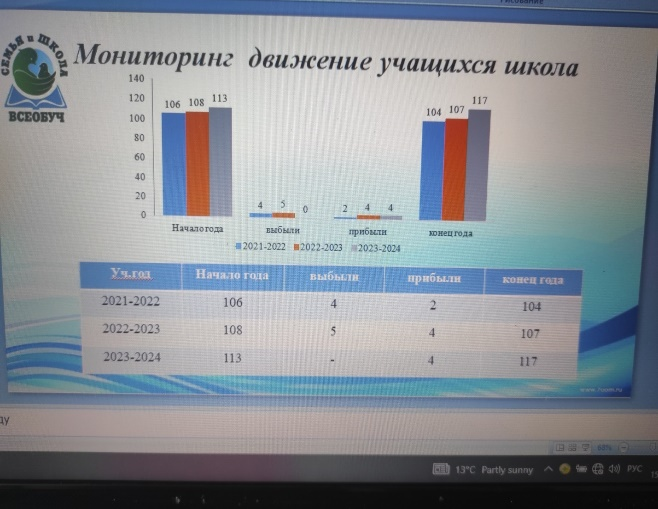 Рисование
СЕМЬЯ и ШКОЛА
ВСЕОБУЧ
Мониторинг движение учащихся школа
140
120
100
80
60
40
20
0
106 108 113
4 5 0
2 4 4
104 107 117
Начало года выбыли прибыли конец года
2021-2022 2022-2023 2023-2024
Уч.год Начало года выбыли прибыли конец года
2021-2022 106 4 2 104
2022-2023 108 5 4 107
2023-2024 113 - 4 117
68%
13°C Partly sunny РУС